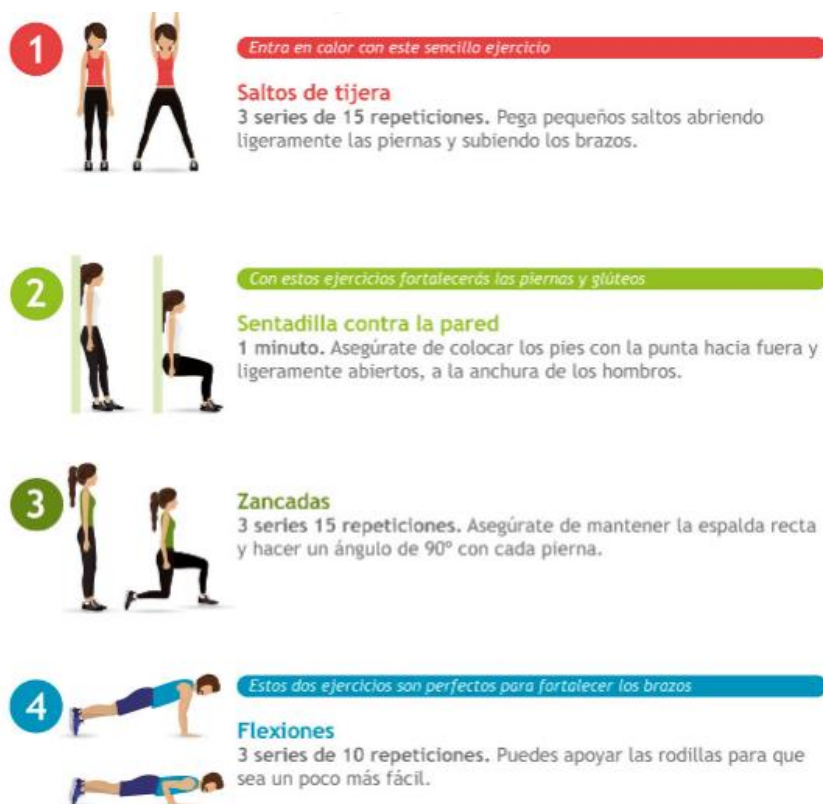 1
Entra en calor con este sencillo ejercicio
Saltos de tijera
3 series de 15 repeticiones. Pega pequeños saltos abriendo
ligeramente las piernas y subiendo los brazos.
2
Con estos ejercicios fortalecerás las piernas y glúteos
Sentadilla contra la pared
1 minuto. Asegúrate de colocar los pies con la punta hacia fuera y
ligeramente abiertos, a la anchura de los hombros.
3
Zancadas
3 series 15 repeticiones. Asegúrate de mantener la espalda recta
y hacer un ángulo de 90º con cada pierna.
4
Estos dos ejercicios son perfectos para fortalecer los brazos
Flexiones
3 series de 10 repeticiones. Puedes apoyar las rodillas para que
sea un poco más fácil.